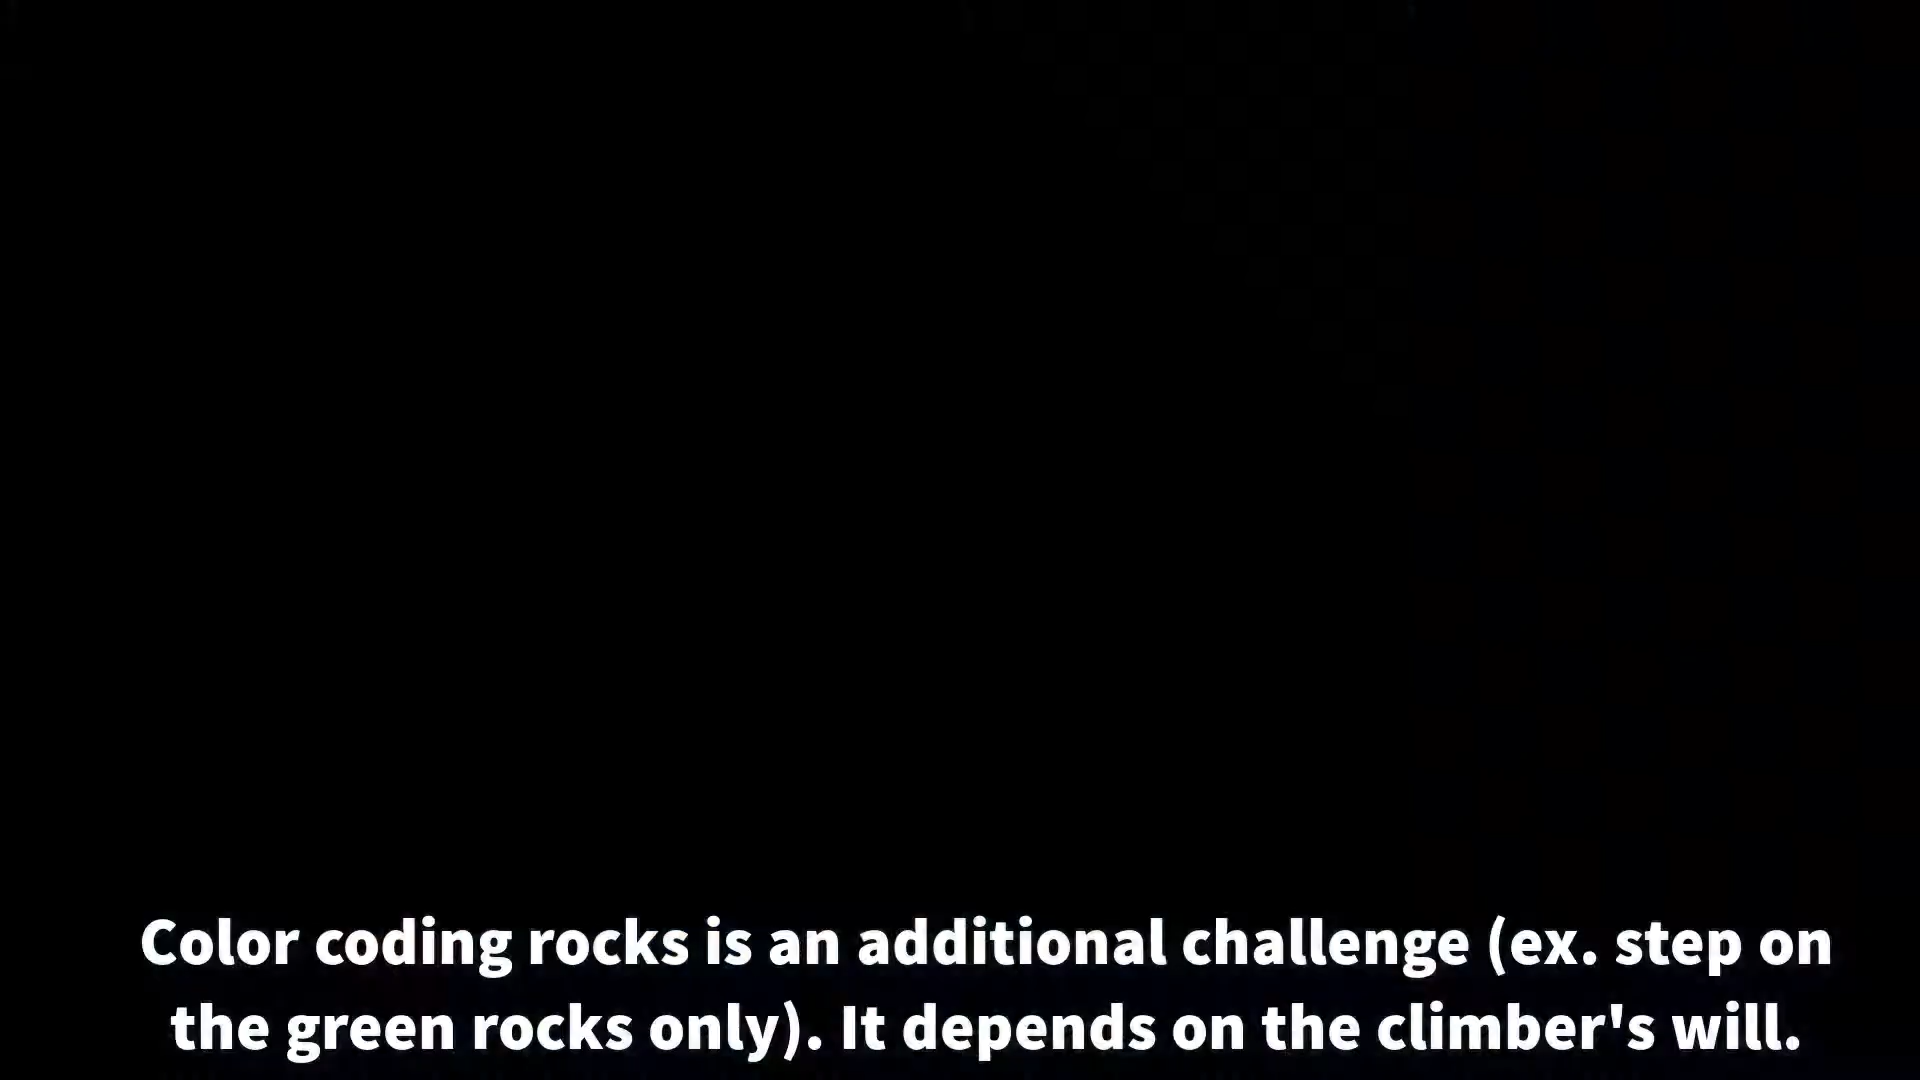 Color coding rocks is an additional challenge (ex. step on
the green rocks only). It depends on the climber's will.